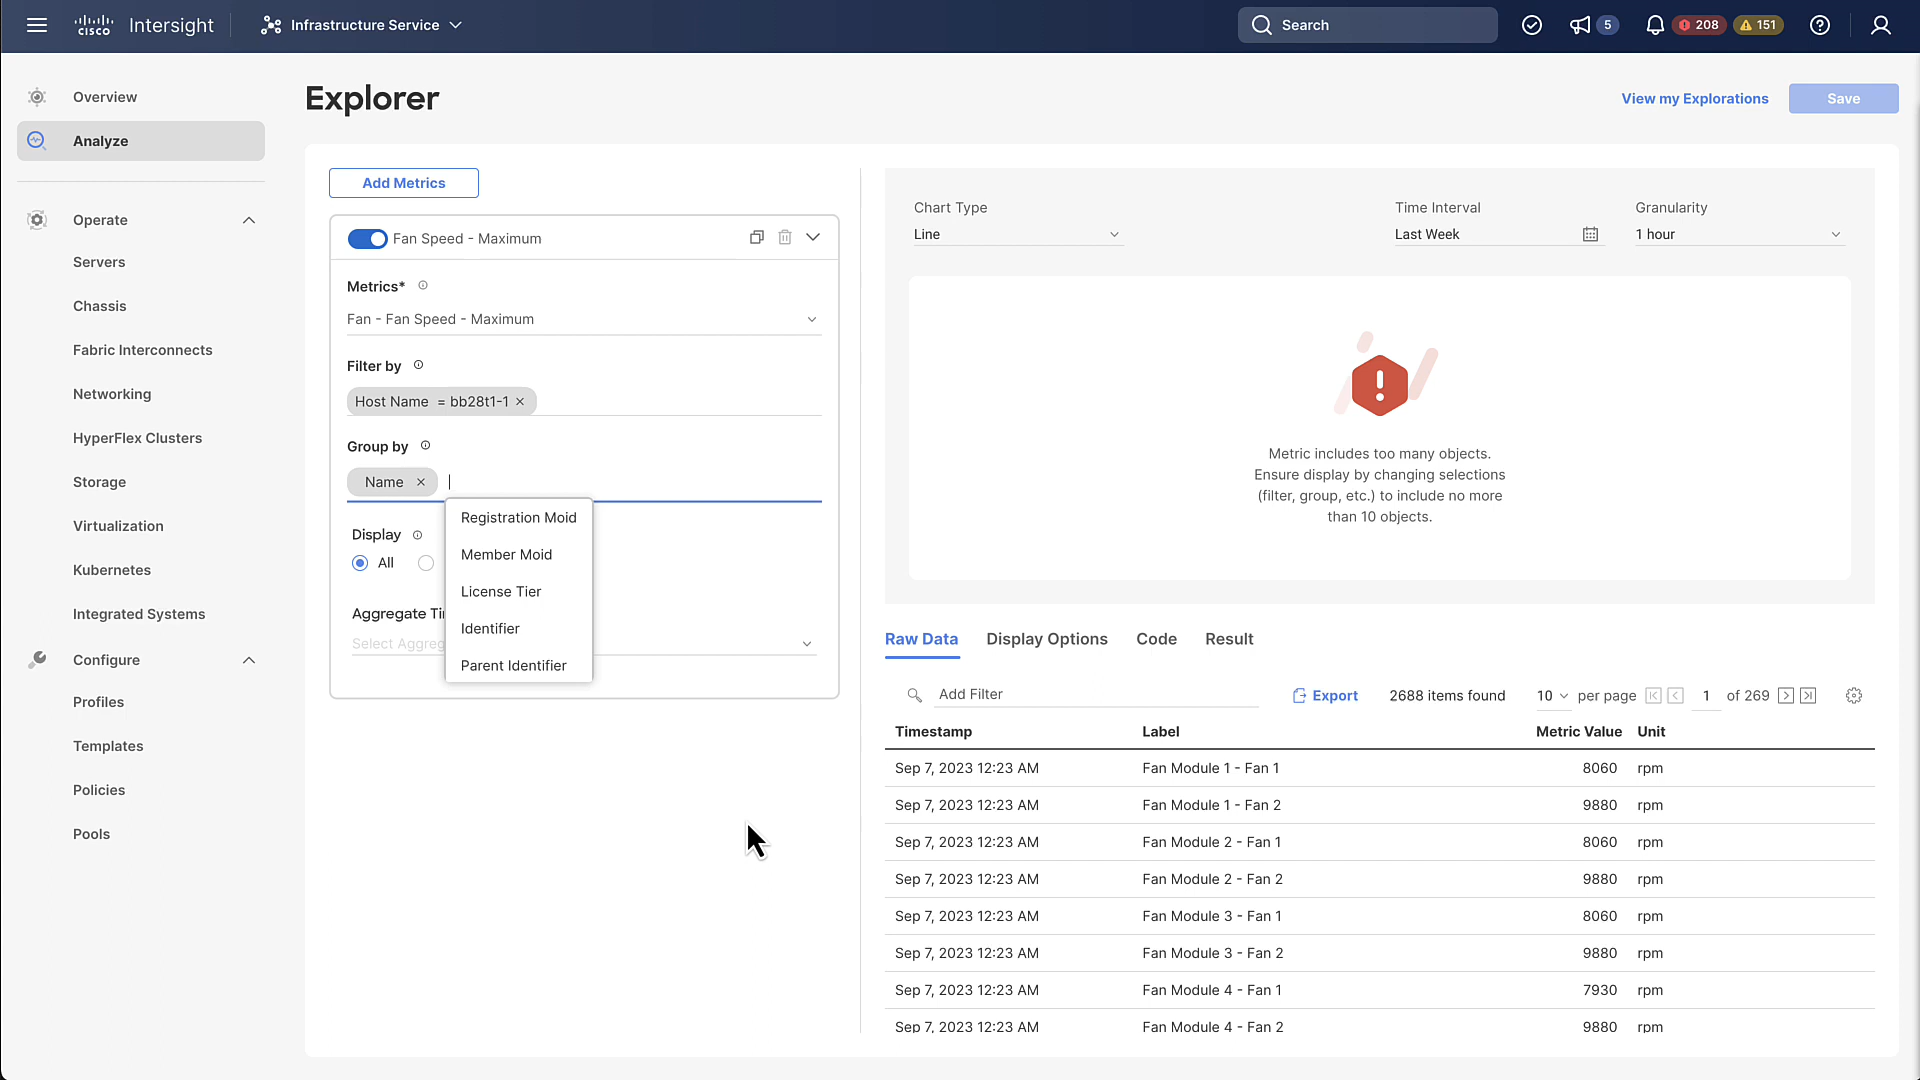 cisco Intersight Infrastructure Service Search 5 208 151
Overview
Analyze
Operate
Servers
Chassis
Fabric Interconnects
Networking
HyperFlex Clusters
Storage
Virtualization
Kubernetes
Integrated Systems
Configure
Profiles
Templates
Policies
Pools
Explorer
View my Explorations
Save
Add Metrics
Fan Speed - Maximum
Metrics*
Fan - Fan Speed - Maximum
Filter by
Host Name = bb28t1-1 ×
Group by
Name ×
Registration Moid
Member Moid
License Tier
Identifier
Parent Identifier
Display
All
Aggregate Ti
Select Aggreg
Chart Type
Line
Time Interval
Last Week
Granularity
1 hour
Metric includes too many objects.
Ensure display by changing selections
(filter, group, etc.) to include no more
than 10 objects.
Raw Data Display Options Code Result
Add Filter Export 2688 items found 10 per page 1 of 269
Timestamp Label Metric Value Unit
Sep 7, 2023 12:23 AM Fan Module 1 - Fan 1 8060 rpm
Sep 7, 2023 12:23 AM Fan Module 1 - Fan 2 9880 rpm
Sep 7, 2023 12:23 AM Fan Module 2 - Fan 1 8060 rpm
Sep 7, 2023 12:23 AM Fan Module 2 - Fan 2 9880 rpm
Sep 7, 2023 12:23 AM Fan Module 3 - Fan 1 8060 rpm
Sep 7, 2023 12:23 AM Fan Module 3 - Fan 2 9880 rpm
Sep 7, 2023 12:23 AM Fan Module 4 - Fan 1 7930 rpm
Sep 7, 2023 12:23 AM Fan Module 4 - Fan 2 9880 rpm